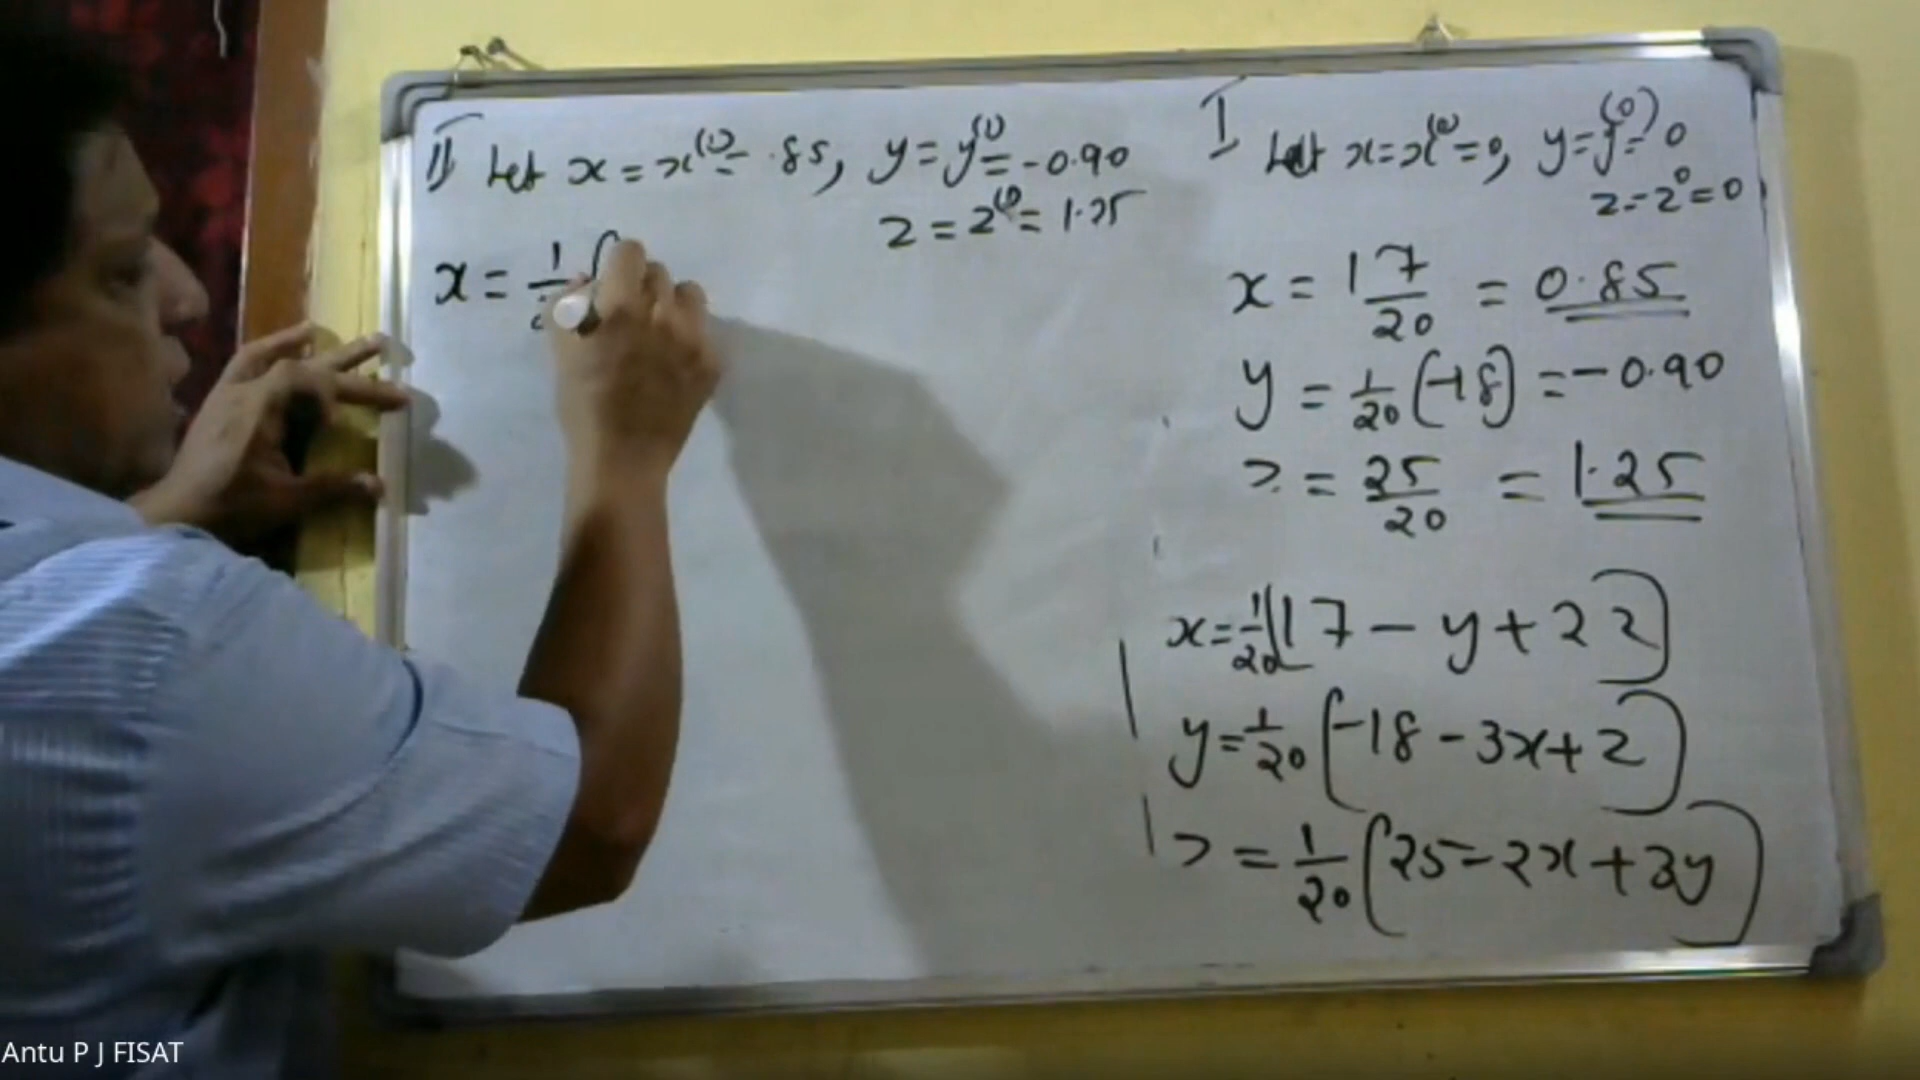 II Let x = x⁽¹⁾ = .85, y = y⁽¹⁾ = -0.90
z = z⁽¹⁾ = 1.25
x = 1/2 (
I Let x = x⁽⁰⁾ = 0, y = y⁽⁰⁾ = 0
z = z⁰ = 0
x = 17/20 = 0.85
y = 1/20 (-18) = -0.90
z = 25/20 = 1.25
x = 1/20 (17 - y + 2z)
y = 1/20 (-18 - 3x + z)
z = 1/20 (25 - 2x + 3y)
Antu P J FISAT